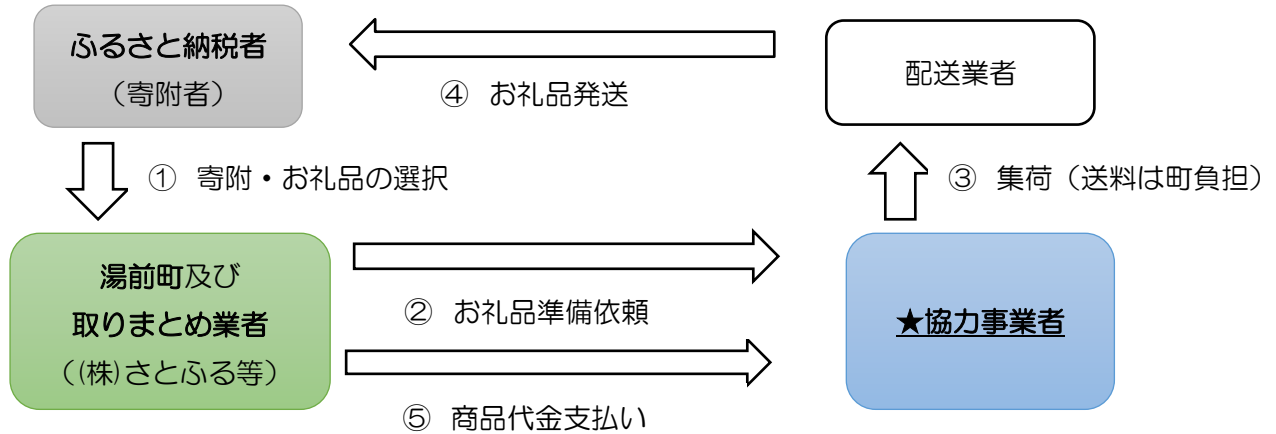 ふるさと納税者
（寄附者）
④ お礼品発送
配送業者
① 寄附・お礼品の選択
③ 集荷（送料は町負担）
湯前町及び
取りまとめ業者
（㈱さとふる等）
② お礼品準備依頼
★協力事業者
⑤ 商品代金支払い